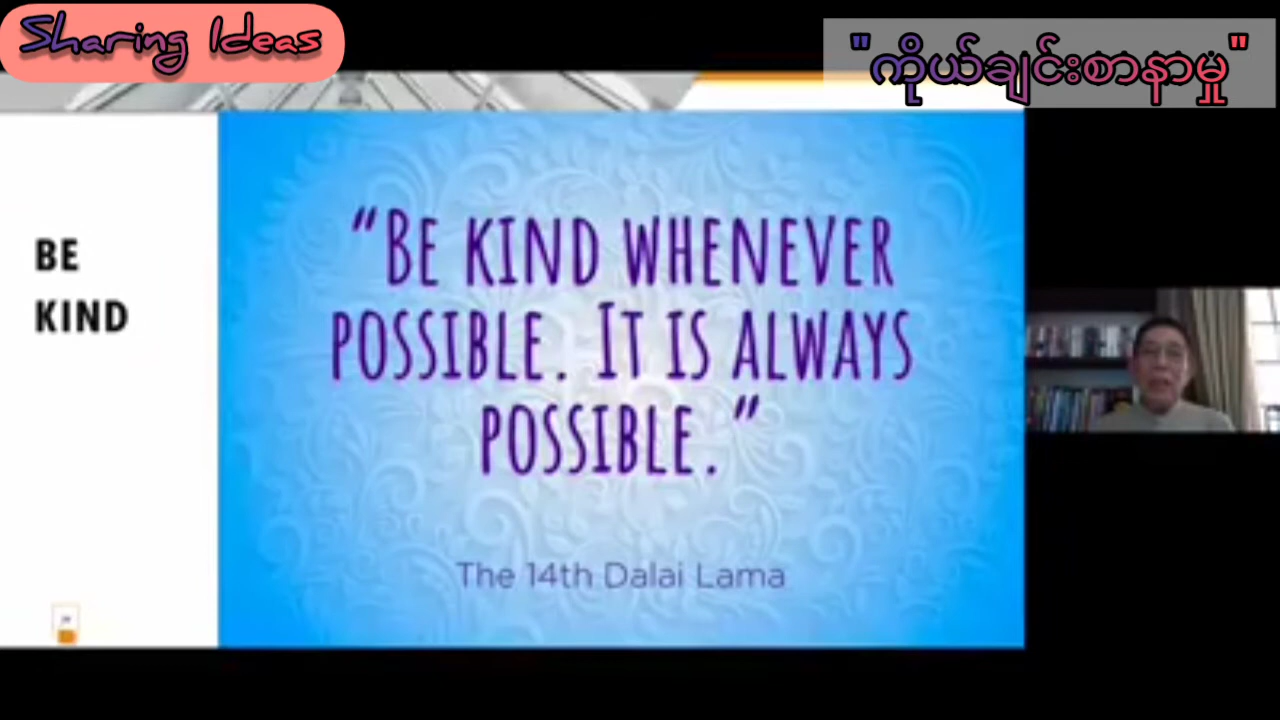 Sharing Ideas
"ကိုယ်ချင်းစာနာမှု"
BE
KIND
“BE KIND WHENEVER
POSSIBLE. IT IS ALWAYS
POSSIBLE.”
The 14th Dalai Lama